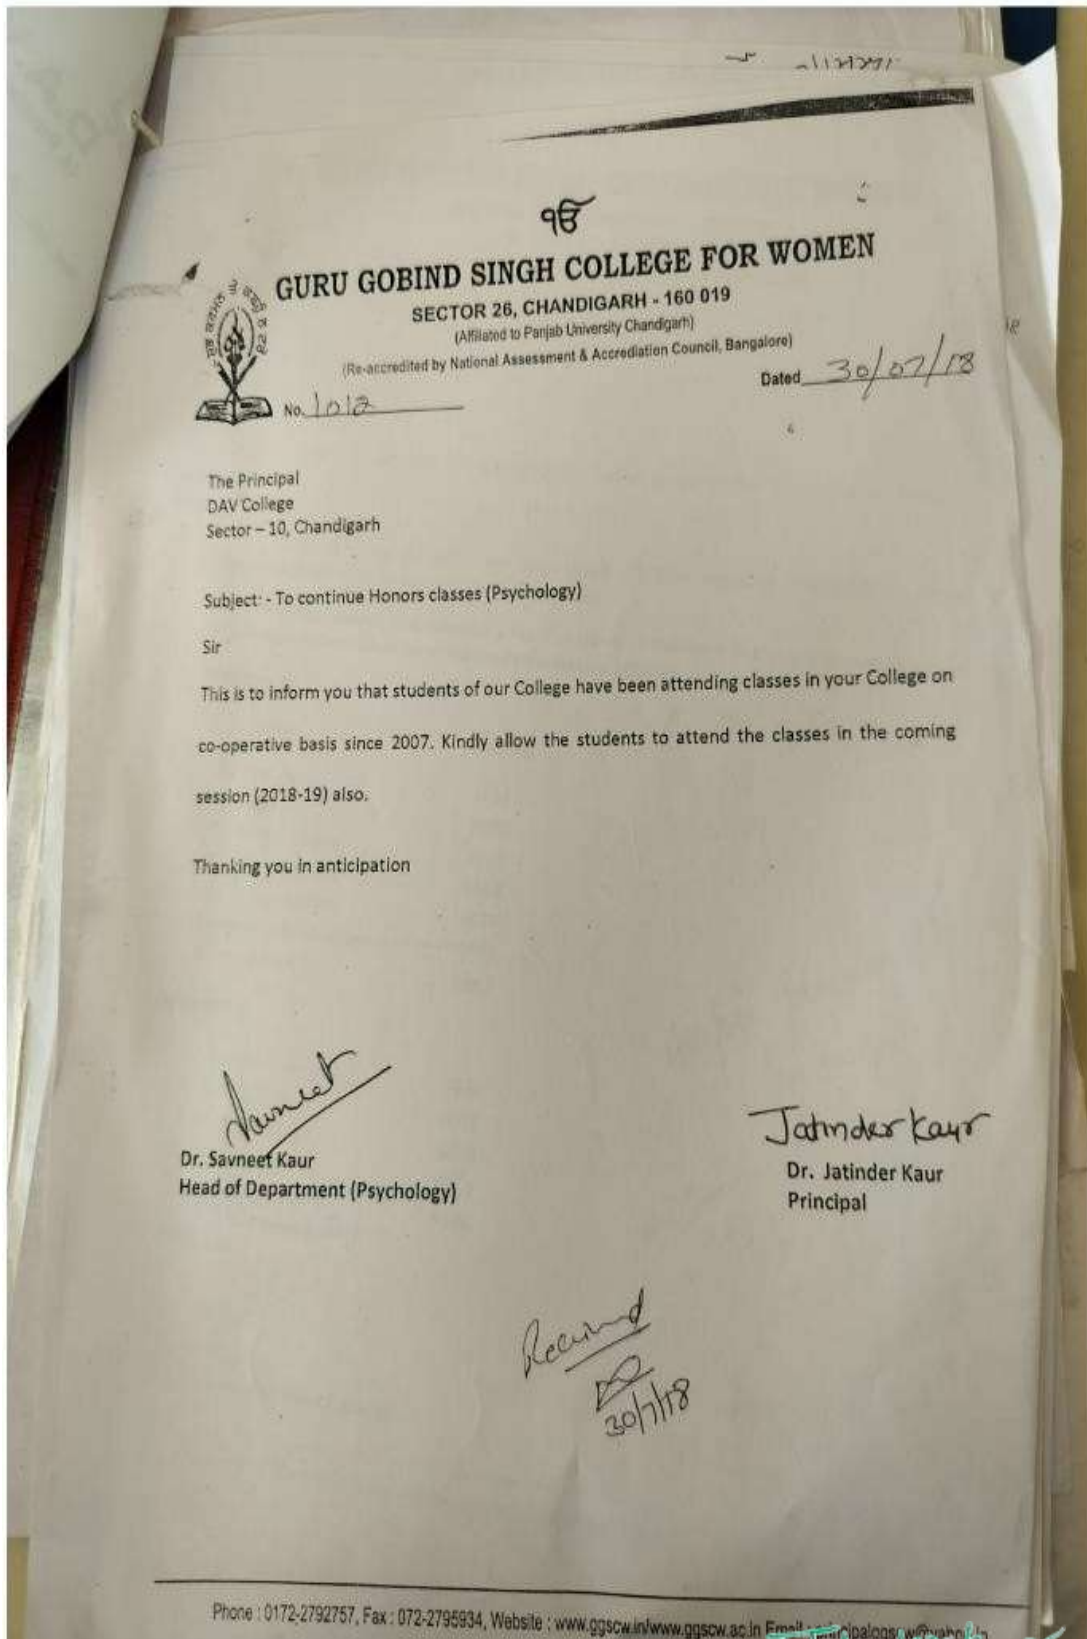 ੴ
GURU GOBIND SINGH COLLEGE FOR WOMEN
SECTOR 26, CHANDIGARH - 160 019
(Affiliated to Panjab University Chandigarh)
(Re-accredited by National Assessment & Accrediation Council, Bangalore)
Dated 30/07/18
No. 1012
The Principal
DAV College
Sector – 10, Chandigarh
Subject: - To continue Honors classes (Psychology)
Sir
This is to inform you that students of our College have been attending classes in your College on
co-operative basis since 2007. Kindly allow the students to attend the classes in the coming
session (2018-19) also.
Thanking you in anticipation
Savneet
Jatinder Kaur
Dr. Savneet Kaur
Head of Department (Psychology)
Dr. Jatinder Kaur
Principal
Received
30/7/18
Phone : 0172-2792757, Fax : 072-2795934, Website : www.ggscw.in/www.ggscw.ac.in Email